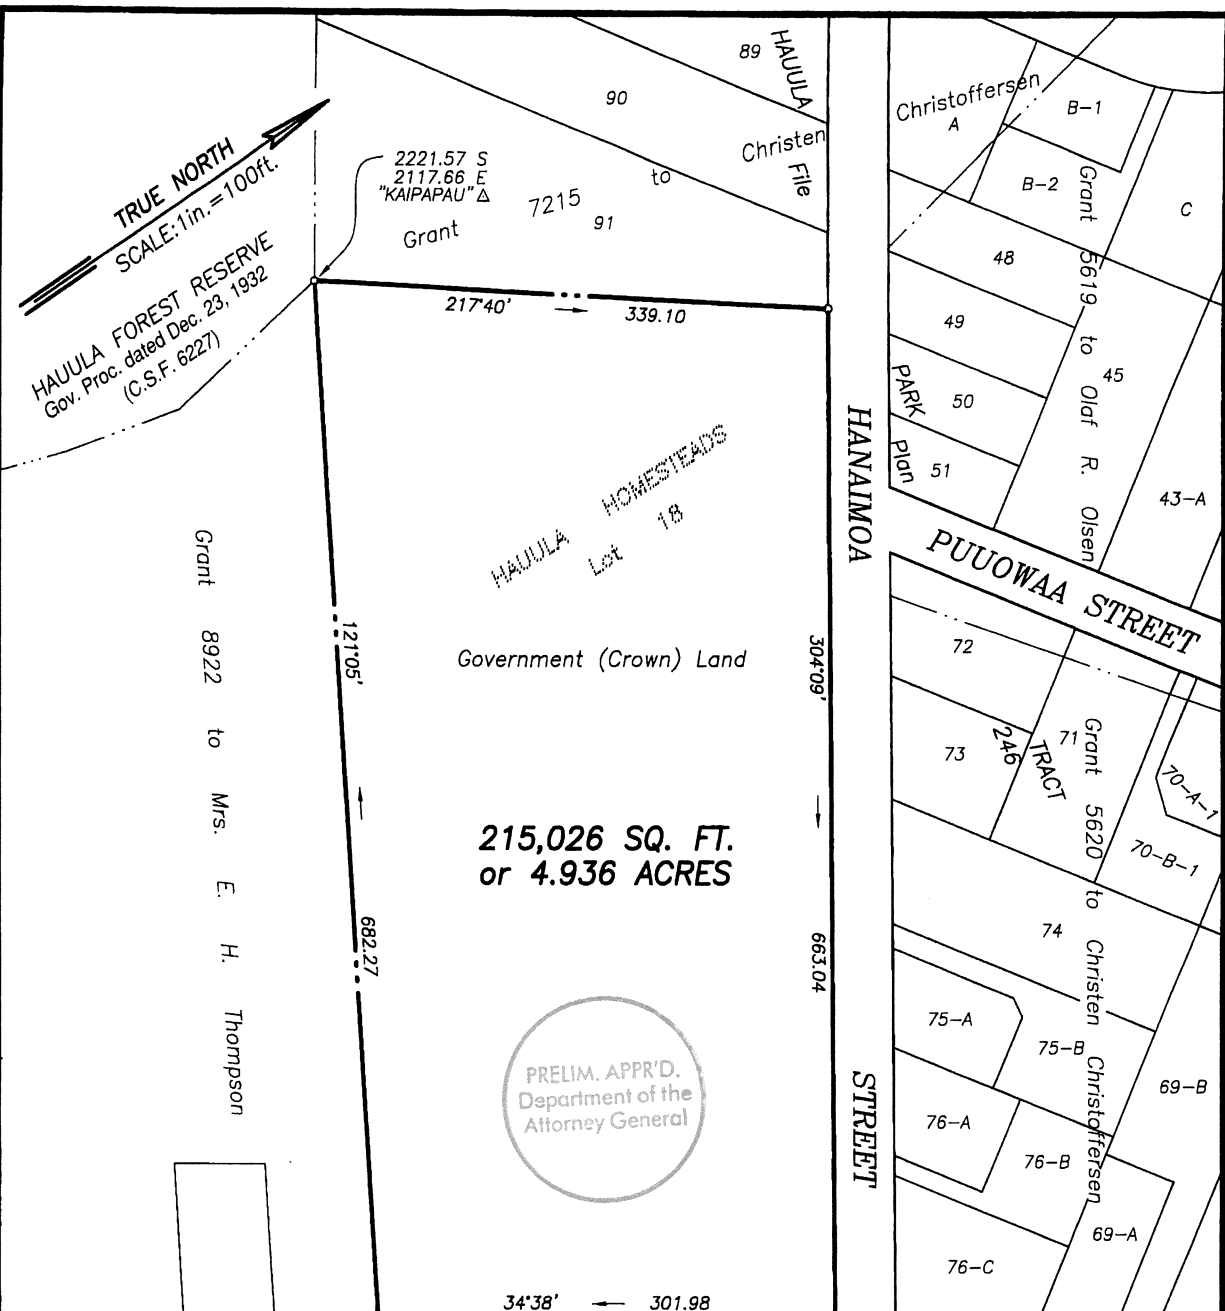 TRUE NORTH
SCALE: 1in.=100ft.
HAUULA FOREST RESERVE
Gov. Proc. dated Dec. 23, 1932
(C.S.F. 6227)
2221.57 S
2117.66 E
"KAIPAPAU" Δ
90
89
HAUULA
Christen
File
to
7215
Grant
91
217°40'
339.10
HAUULA HOMESTEADS
Lot 18
Government (Crown) Land
121°05'
304°09'
215,026 SQ. FT.
or 4.936 ACRES
682.27
663.04
PRELIM. APPR'D.
Department of the
Attorney General
34°38'
301.98
Grant 8922 to Mrs. E. H. Thompson
HANAIMOA STREET
PUUOWAA STREET
Christoffersen
A
B-1
B-2
C
48
49
50
51
45
43-A
PARK
Plan
Grant 5619 to Olaf R. Olsen
72
73
246
TRACT
71
70-A-1
70-B-1
74
Grant 5620 to Christen Christoffersen
75-A
75-B
76-A
76-B
76-C
69-B
69-A